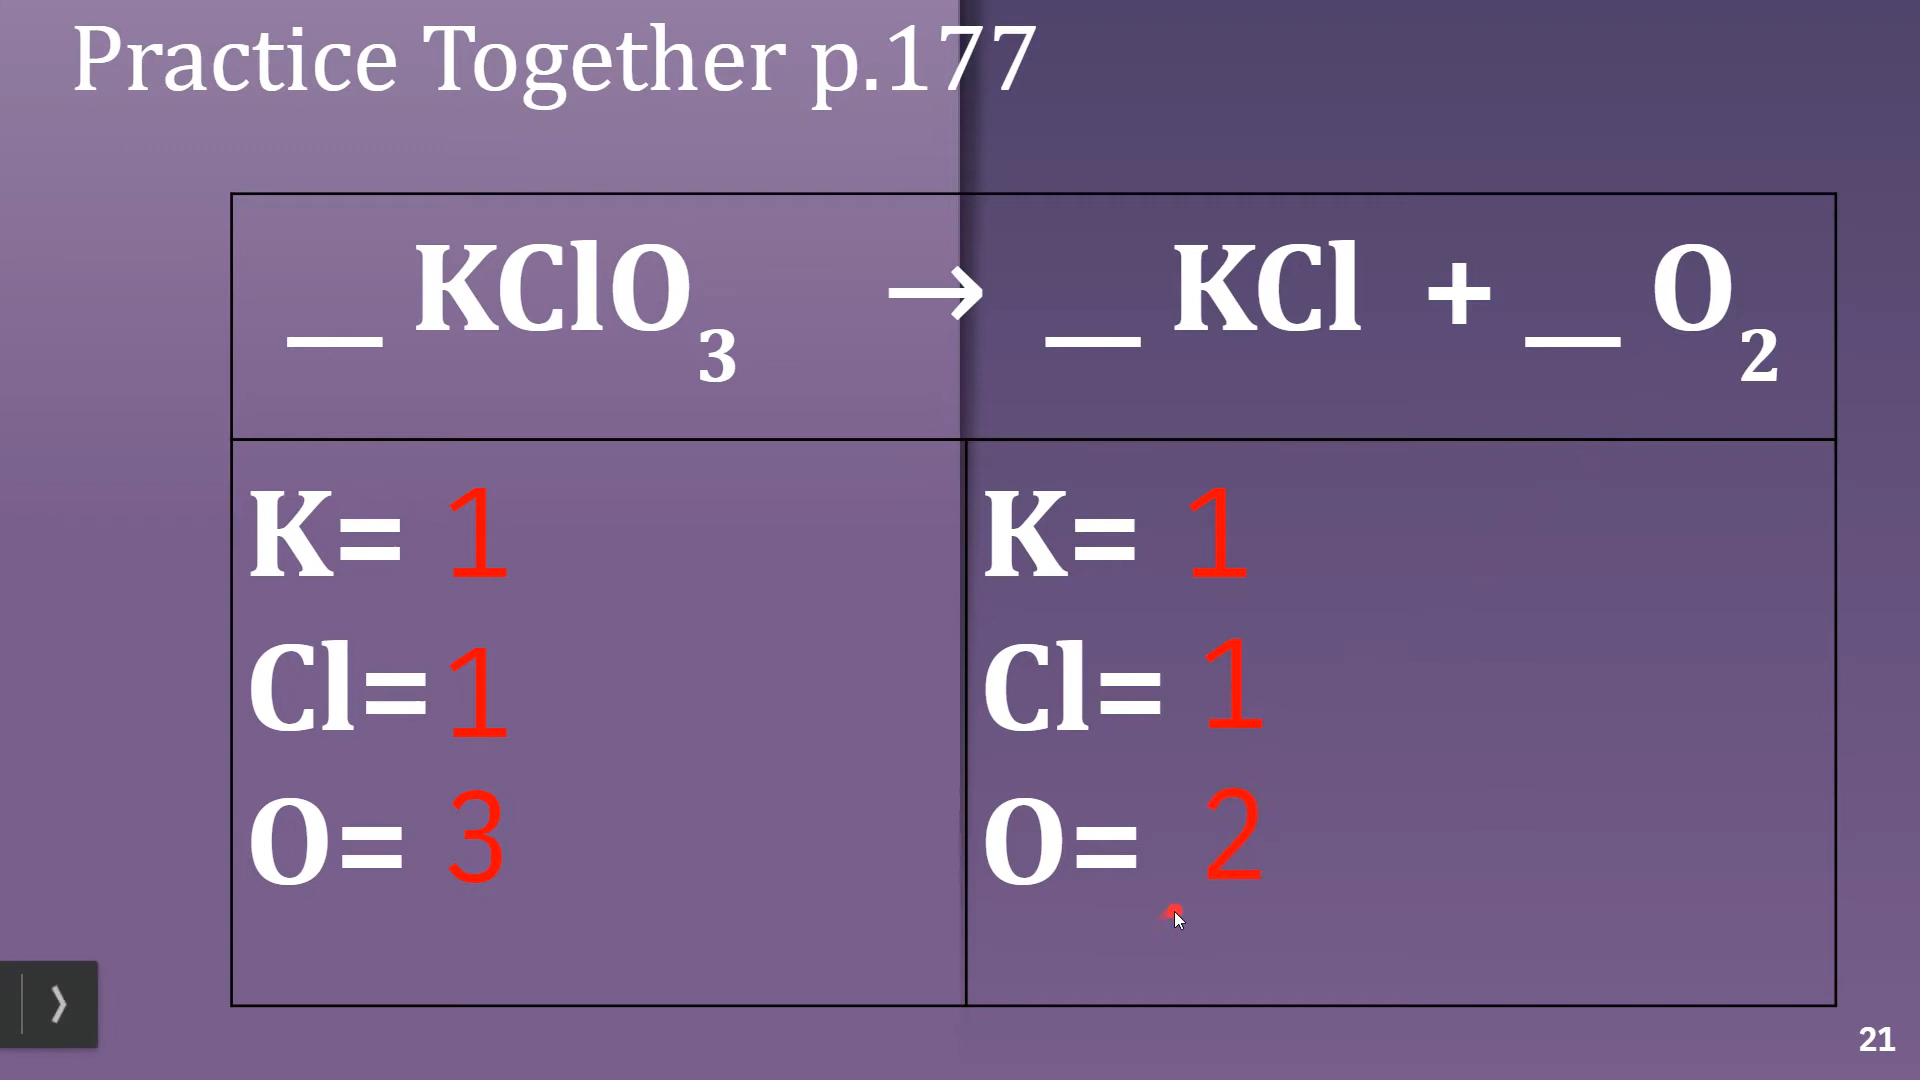 Practice Together p.177
__ KClO₃ → __ KCl + __ O₂
K= 1
Cl= 1
O= 3
K= 1
Cl= 1
O= 2
21